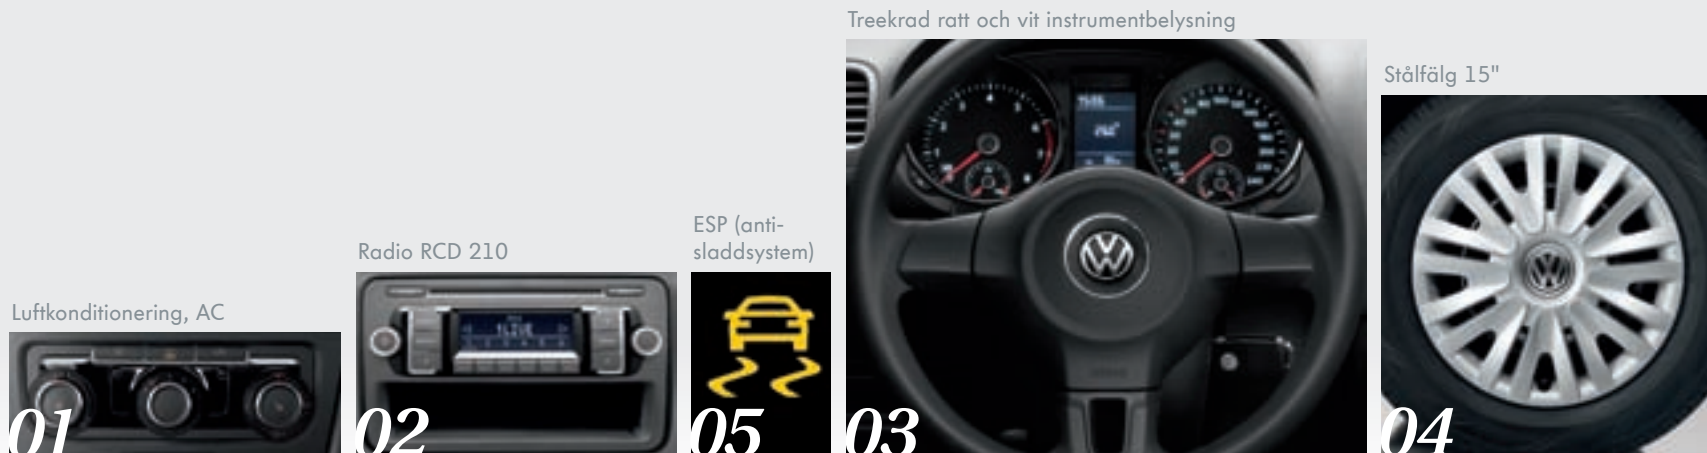 Treekrad ratt och vit instrumentbelysning
Stålfälg 15"
ESP (anti-
sladdsystem)
Radio RCD 210
Luftkonditionering, AC
01
02
05
03
04